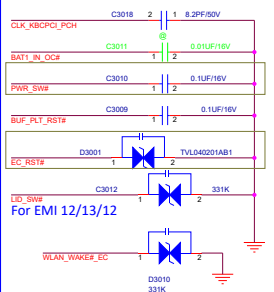 C3018 2 1 8.2PF/50V
CLK_KBCPCI_PCH
@
C3011 0.01UF/16V
BAT1_IN_OC# 1 2
C3010 0.1UF/16V
PWR_SW# 1 2
C3009 0.1UF/16V
BUF_PLT_RST# 1 2
D3001 TVL040201AB1
EC_RST# 1 2
C3012 331K
LID_SW# 1 2
For EMI 12/13/12
WLAN_WAKE#_EC 1 2
D3010
331K